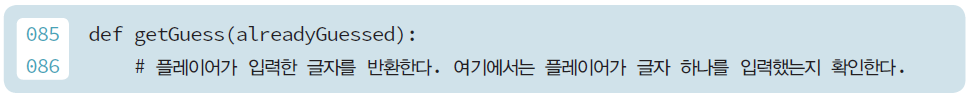 085 def getGuess(alreadyGuessed):
086     # 플레이어가 입력한 글자를 반환한다. 여기에서는 플레이어가 글자 하나를 입력했는지 확인한다.